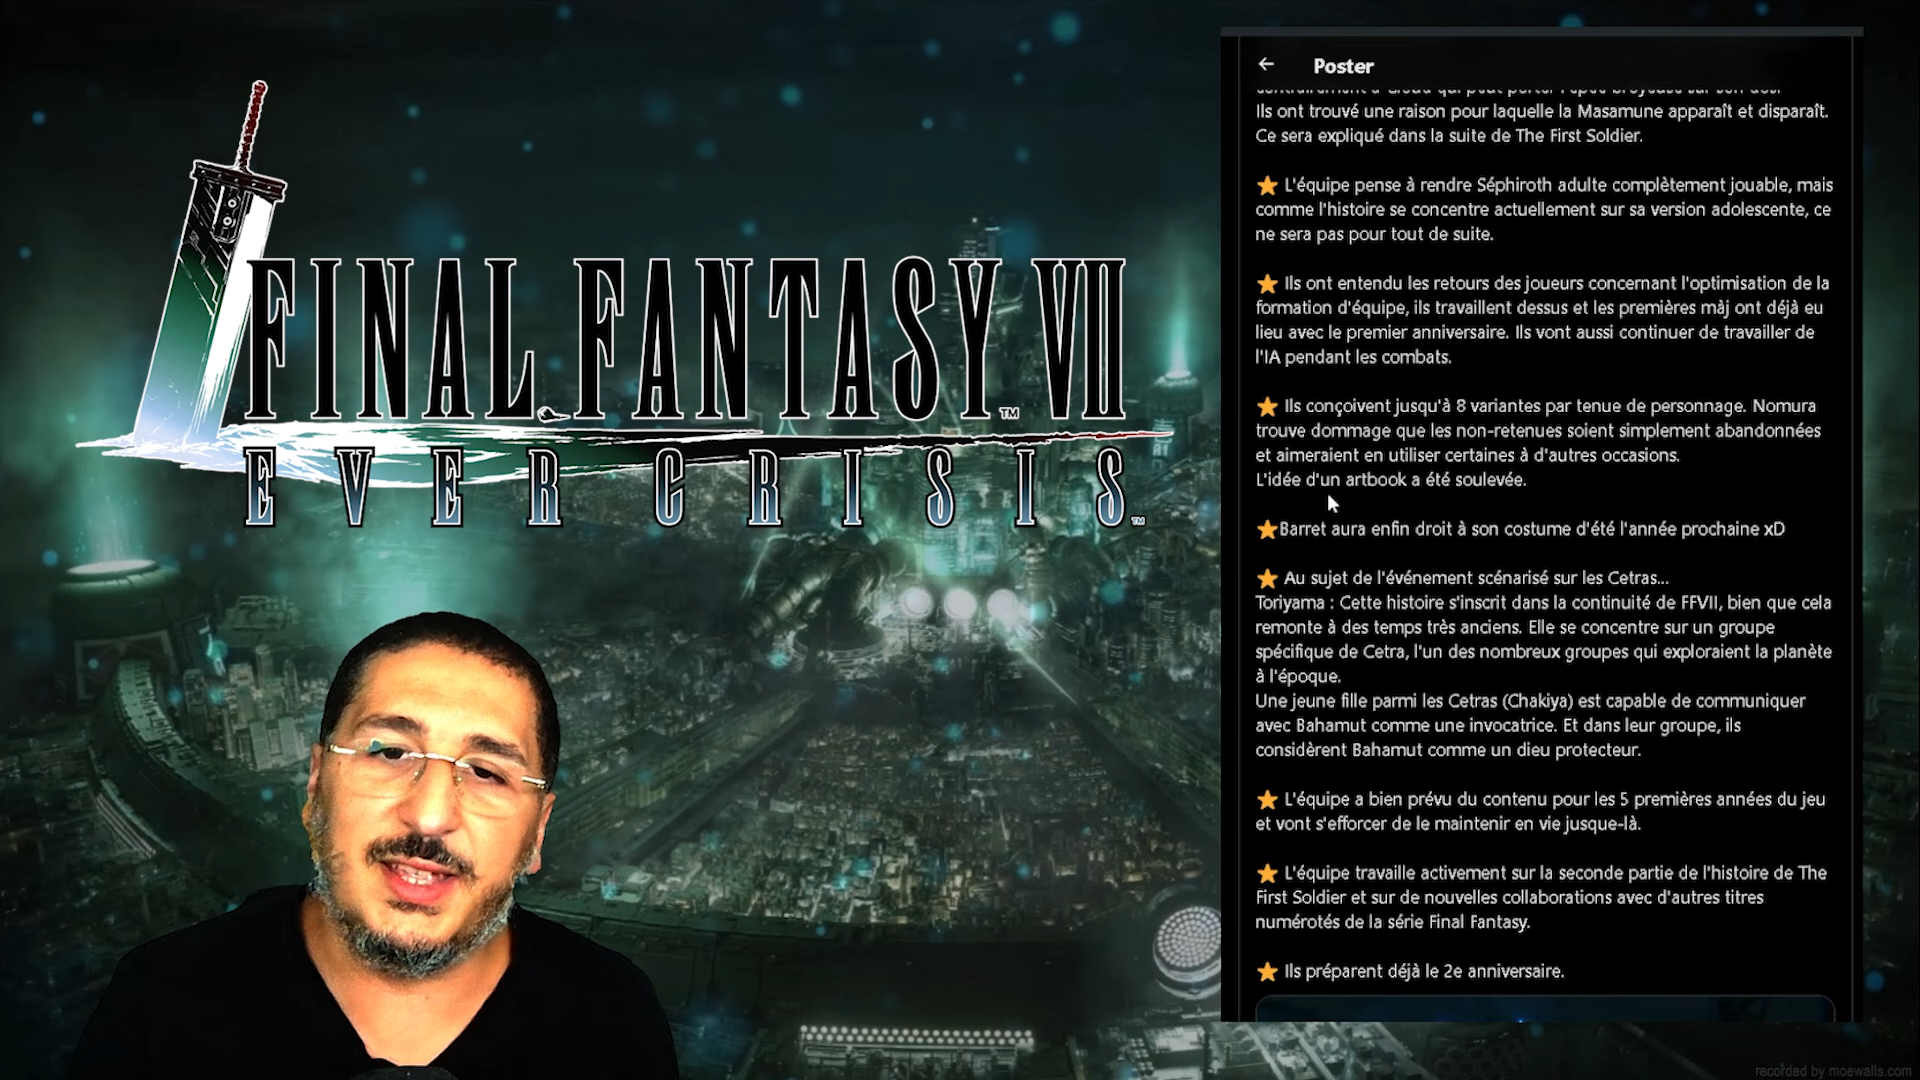 FINAL FANTASY VII
EVER CRISIS
Poster
Ils ont trouvé une raison pour laquelle la Masamune apparaît et disparaît.
Ce sera expliqué dans la suite de The First Soldier.
⭐ L'équipe pense à rendre Séphiroth adulte complètement jouable, mais
comme l'histoire se concentre actuellement sur sa version adolescente, ce
ne sera pas pour tout de suite.
⭐ Ils ont entendu les retours des joueurs concernant l'optimisation de la
formation d'équipe, ils travaillent dessus et les premières màj ont déjà eu
lieu avec le premier anniversaire. Ils vont aussi continuer de travailler de
l'IA pendant les combats.
⭐ Ils conçoivent jusqu'à 8 variantes par tenue de personnage. Nomura
trouve dommage que les non-retenues soient simplement abandonnées
et aimeraient en utiliser certaines à d'autres occasions.
L'idée d'un artbook a été soulevée.
⭐Barret aura enfin droit à son costume d'été l'année prochaine xD
⭐ Au sujet de l'événement scénarisé sur les Cetras...
Toriyama : Cette histoire s'inscrit dans la continuité de FFVII, bien que cela
remonte à des temps très anciens. Elle se concentre sur un groupe
spécifique de Cetra, l'un des nombreux groupes qui exploraient la planète
à l'époque.
Une jeune fille parmi les Cetras (Chakiya) est capable de communiquer
avec Bahamut comme une invocatrice. Et dans leur groupe, ils
considèrent Bahamut comme un dieu protecteur.
⭐ L'équipe a bien prévu du contenu pour les 5 premières années du jeu
et vont s'efforcer de le maintenir en vie jusque-là.
⭐ L'équipe travaille activement sur la seconde partie de l'histoire de The
First Soldier et sur de nouvelles collaborations avec d'autres titres
numérotés de la série Final Fantasy.
⭐ Ils préparent déjà le 2e anniversaire.
recorded by moewalls.com